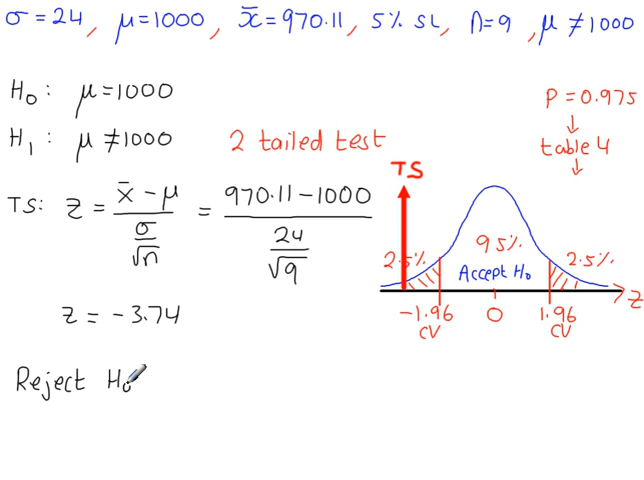 σ = 24, μ = 1000, x̄ = 970.11, 5% SL, n = 9, μ ≠ 1000
H₀: μ = 1000
H₁: μ ≠ 1000
2 tailed test
P = 0.975
↓
table 4
↓
TS: z = (x̄ − μ) / (σ/√n) = (970.11 − 1000) / (24/√9)
z = −3.74
Reject H₀
TS
2.5% 95% 2.5%
Accept H₀
−1.96 0 1.96 Z
CV CV